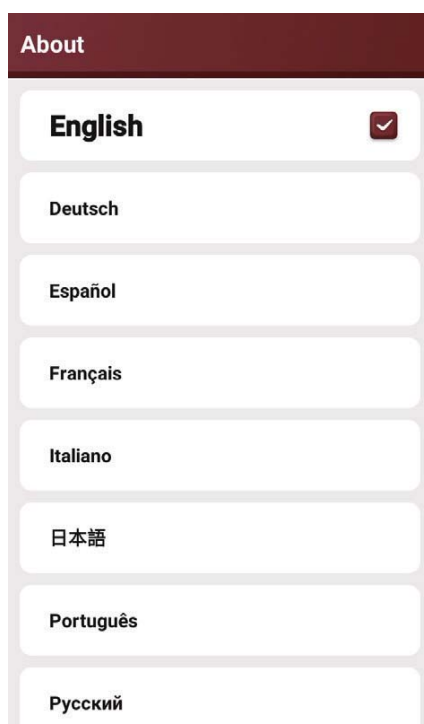 About
English
Deutsch
Español
Français
Italiano
日本語
Português
Русский